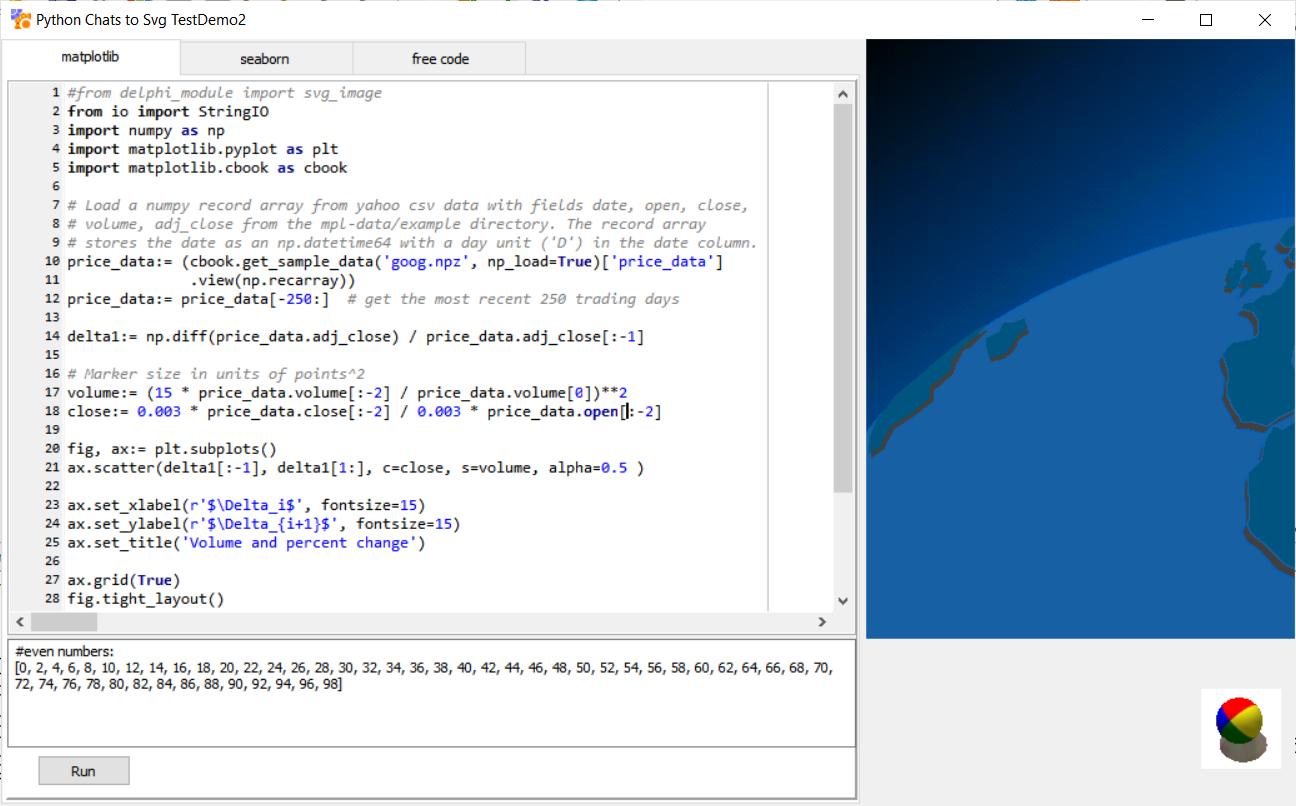 Python Chats to Svg TestDemo2
matplotlib
seaborn
free code
1 #from delphi_module import svg_image
2 from io import StringIO
3 import numpy as np
4 import matplotlib.pyplot as plt
5 import matplotlib.cbook as cbook
6
7 # Load a numpy record array from yahoo csv data with fields date, open, close,
8 # volume, adj_close from the mpl-data/example directory. The record array
9 # stores the date as an np.datetime64 with a day unit ('D') in the date column.
10 price_data:= (cbook.get_sample_data('goog.npz', np_load=True)['price_data']
11 .view(np.recarray))
12 price_data:= price_data[-250:] # get the most recent 250 trading days
13
14 delta1:= np.diff(price_data.adj_close) / price_data.adj_close[:-1]
15
16 # Marker size in units of points^2
17 volume:= (15 * price_data.volume[:-2] / price_data.volume[0])**2
18 close:= 0.003 * price_data.close[:-2] / 0.003 * price_data.open[:-2]
19
20 fig, ax:= plt.subplots()
21 ax.scatter(delta1[:-1], delta1[1:], c=close, s=volume, alpha=0.5 )
22
23 ax.set_xlabel(r'$\Delta_i$', fontsize=15)
24 ax.set_ylabel(r'$\Delta_{i+1}$', fontsize=15)
25 ax.set_title('Volume and percent change')
26
27 ax.grid(True)
28 fig.tight_layout()
#even numbers:
[0, 2, 4, 6, 8, 10, 12, 14, 16, 18, 20, 22, 24, 26, 28, 30, 32, 34, 36, 38, 40, 42, 44, 46, 48, 50, 52, 54, 56, 58, 60, 62, 64, 66, 68, 70,
72, 74, 76, 78, 80, 82, 84, 86, 88, 90, 92, 94, 96, 98]
Run